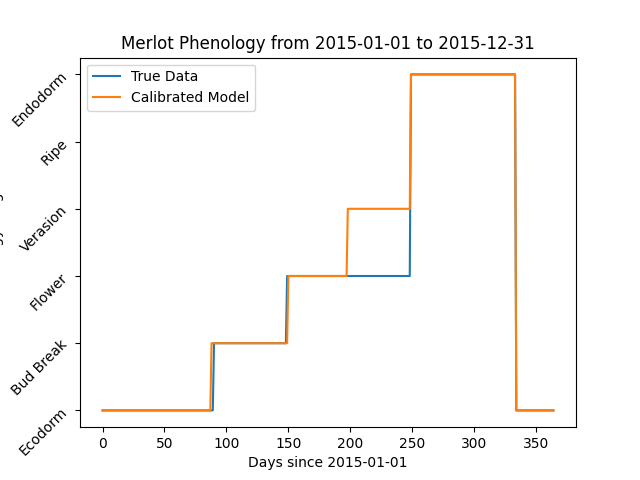 Merlot Phenology from 2015-01-01 to 2015-12-31
True Data
Calibrated Model
Endodorm
Ripe
Verasion
Flower
Bud Break
Ecodorm
0 50 100 150 200 250 300 350
Days since 2015-01-01